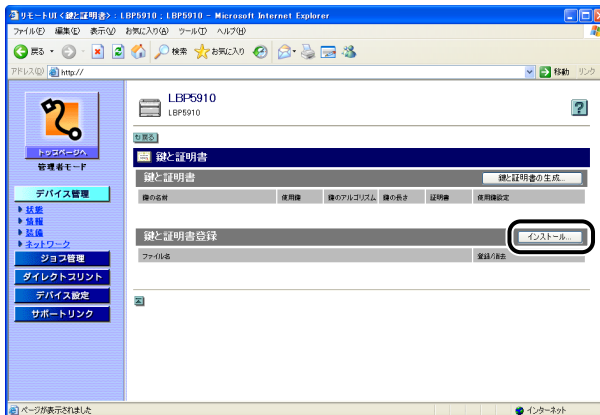 リモートUI <鍵と証明書> : LBP5910 ; LBP5910 - Microsoft Internet Explorer
ファイル(F) 編集(E) 表示(V) お気に入り(A) ツール(T) ヘルプ(H)
戻る 検索 お気に入り
アドレス(D) http:// 移動 リンク
LBP5910
LBP5910
トップページへ
管理者モード
戻る
鍵と証明書
鍵と証明書 鍵と証明書の生成...
鍵の名前 使用鍵 鍵のアルゴリズム 鍵の長さ 証明書 使用鍵設定
デバイス管理
状態
情報
装備
ネットワーク
ジョブ管理
ダイレクトプリント
デバイス設定
サポートリンク
鍵と証明書登録 インストール...
ファイル名 登録/消去
ページが表示されました インターネット